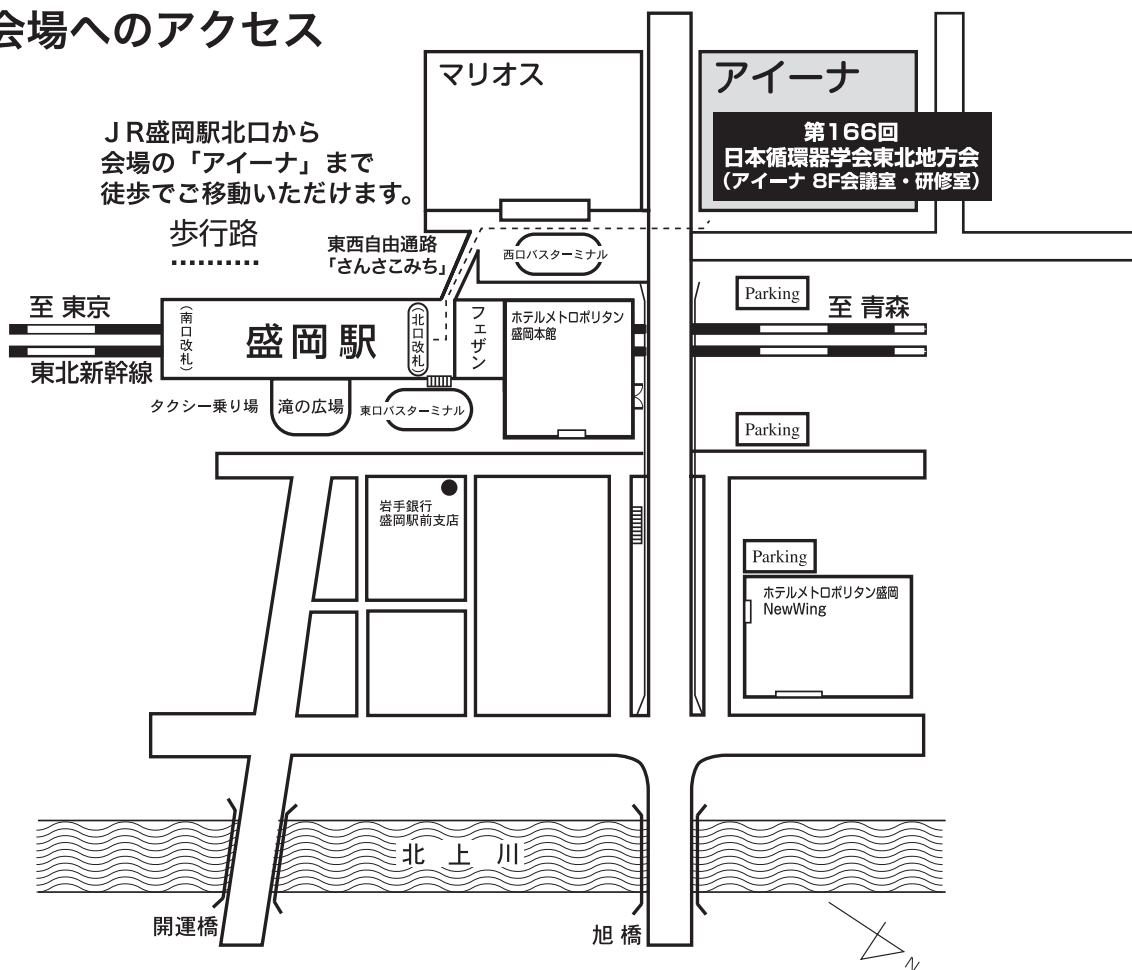 会場へのアクセス
マリオス
アイーナ
第166回
日本循環器学会東北地方会
（アイーナ 8F会議室・研修室）
ＪＲ盛岡駅北口から
会場の「アイーナ」まで
徒歩でご移動いただけます。
歩行路
東西自由通路
「さんさこみち」
西口バスターミナル
至 東京
東北新幹線
（南口改札）
盛岡駅
（北口改札）
フェザン
ホテルメトロポリタン
盛岡本館
Parking
至 青森
タクシー乗り場
滝の広場
東口バスターミナル
Parking
岩手銀行
盛岡駅前支店
Parking
ホテルメトロポリタン盛岡
NewWing
北上川
開運橋
旭橋
N